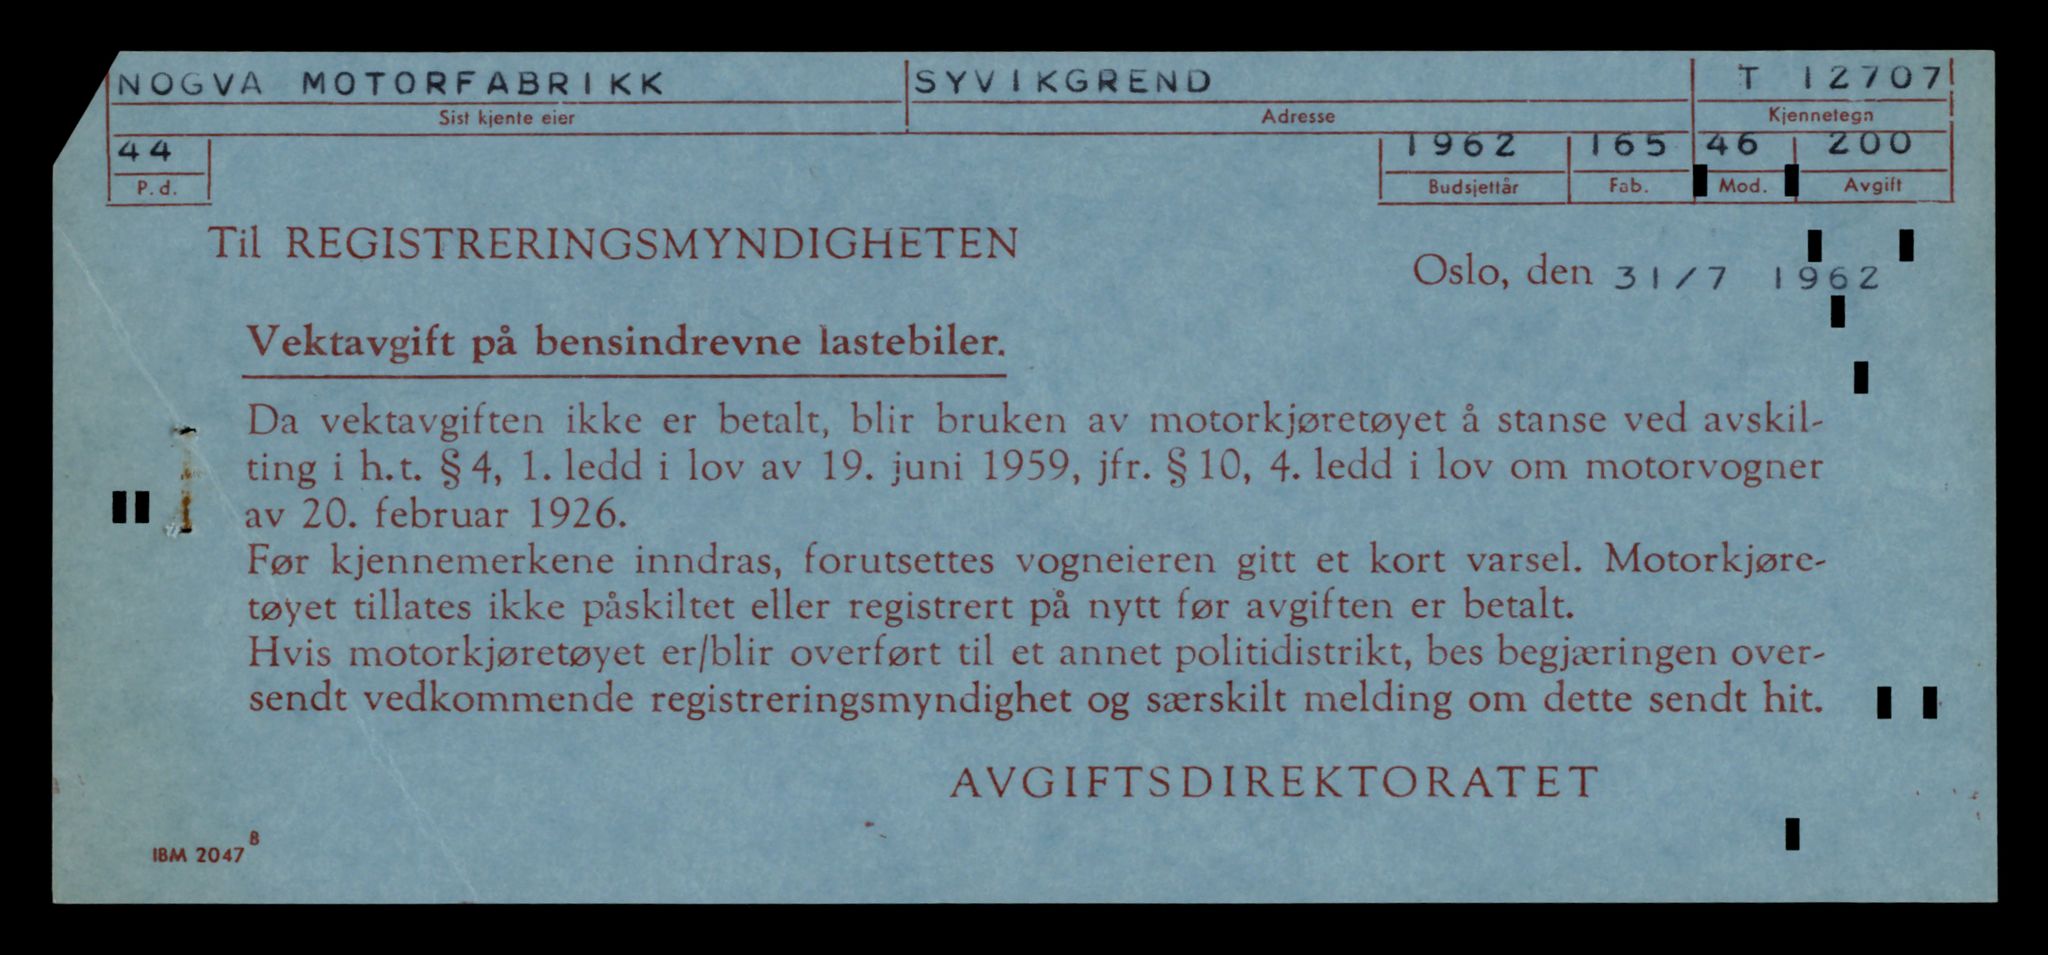 NOGVA MOTORFABRIKK SYVIKGREND T 12707
Sist kjente eier Adresse Kjennetegn
44 1962 165 46 200
P.d. Budsjettår Fab. Mod. Avgift
Til REGISTRERINGSMYNDIGHETEN
Oslo, den 31/7 1962
Vektavgift på bensindrevne lastebiler.
Da vektavgiften ikke er betalt, blir bruken av motorkjøretøyet å stanse ved avskil-
ting i h.t. § 4, 1. ledd i lov av 19. juni 1959, jfr. § 10, 4. ledd i lov om motorvogner
av 20. februar 1926.
Før kjennemerkene inndras, forutsettes vogneieren gitt et kort varsel. Motorkjøre-
tøyet tillates ikke påskiltet eller registrert på nytt før avgiften er betalt.
Hvis motorkjøretøyet er/blir overført til et annet politidistrikt, bes begjæringen over-
sendt vedkommende registreringsmyndighet og særskilt melding om dette sendt hit.
AVGIFTSDIREKTORATET
IBM 2047 B